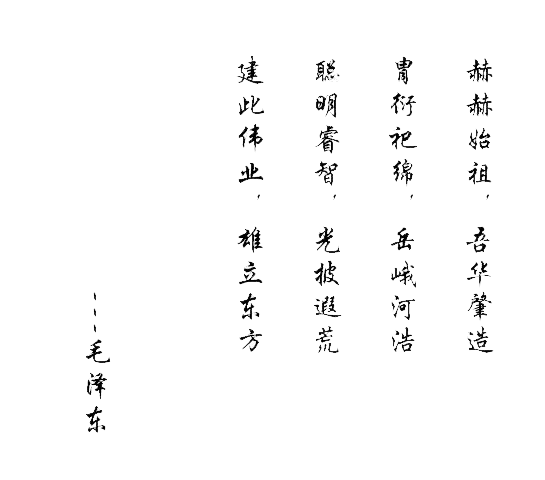 赫赫始祖，吾华肇造
胄衍祀绵，岳峨河浩
聪明睿智，光披遐荒
建此伟业，雄立东方
---毛泽东